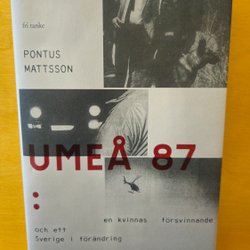 fri tanke
PONTUS
MATTSSON
UMEÅ 87
:
en kvinnas försvinnande
och ett
Sverige i förändring